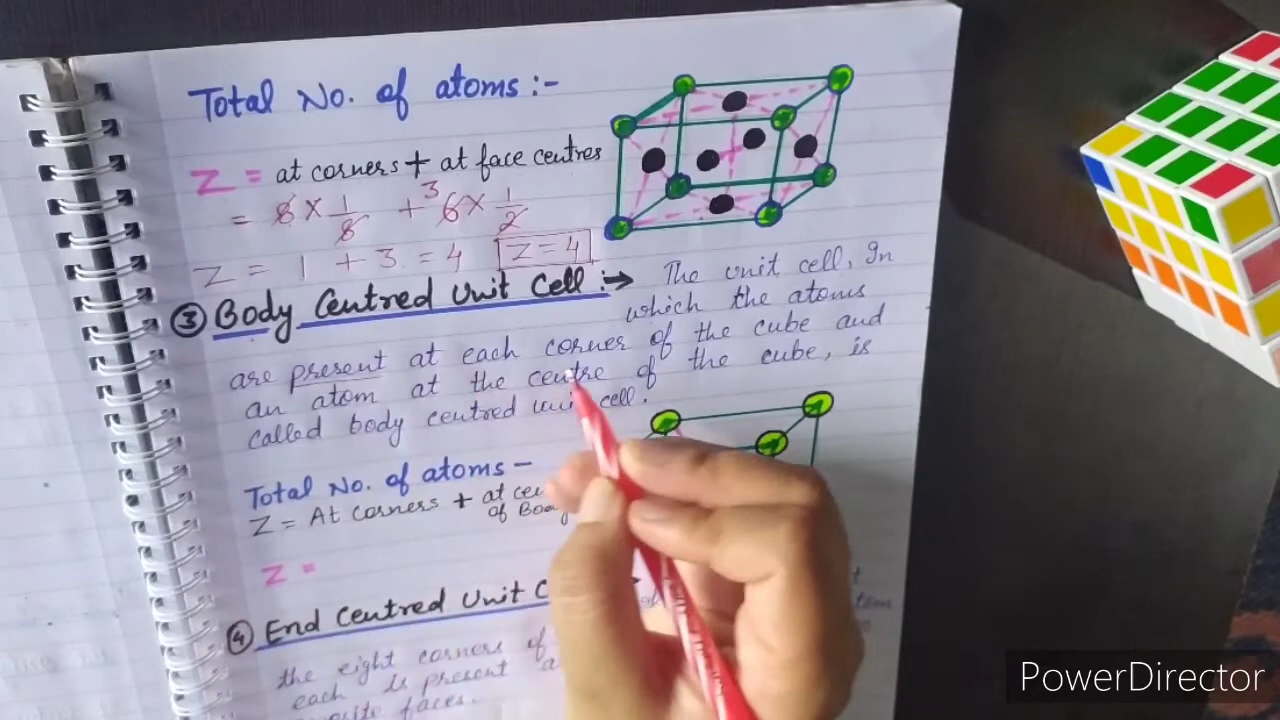 Total No. of atoms :-
Z = at corners + at face centres
= 8 × 1/8 + 3 6 × 1/2
Z = 1 + 3 = 4 Z = 4
③ Body Centred Unit Cell :→ The unit cell, In
which the atoms
are present at each corner of the cube and
an atom at the centre of the cube, is
called body centred unit cell.
Total No. of atoms –
Z = At corners + at
of
Z =
④ End Centred Unit
the eight corners of
each is present
faces.
PowerDirector